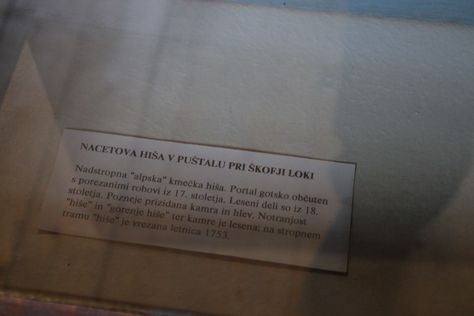 NACETOVA HIŠA V PUŠTALU PRI ŠKOFJI LOKI
Nadstropna "alpska" kmečka hiša. Portal gotsko občuten
s porezanimi robovi iz 17. stoletja. Leseni deli so iz 18.
stoletja. Pozneje prizidana kamra in hlev. Notranjost
"hiše" in "gorenje hiše" ter kamre je lesena; na stropnem
tramu "hiše" je vrezana letnica 1753.